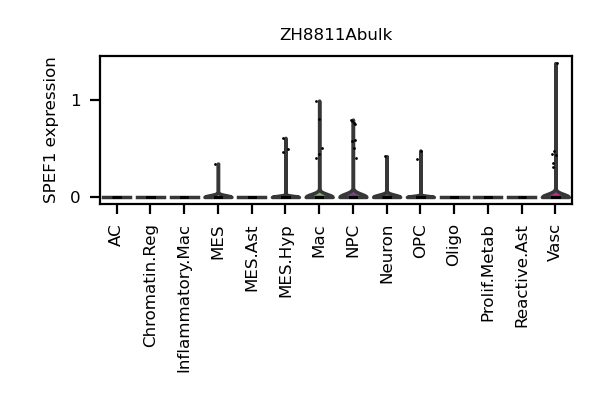 ZH8811Abulk
SPEF1 expression
1
0
AC
Chromatin.Reg
Inflammatory.Mac
MES
MES.Ast
MES.Hyp
Mac
NPC
Neuron
OPC
Oligo
Prolif.Metab
Reactive.Ast
Vasc